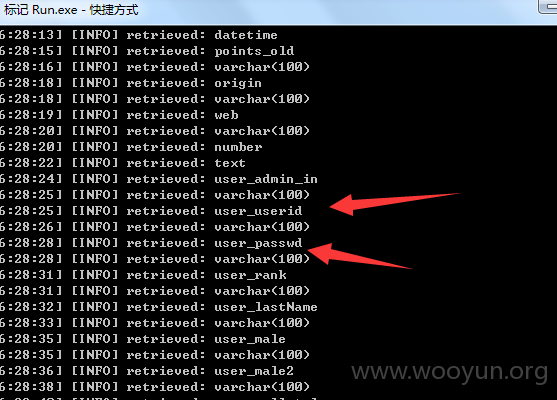 标记 Run.exe - 快捷方式
6:28:13] [INFO] retrieved: datetime
6:28:15] [INFO] retrieved: points_old
6:28:16] [INFO] retrieved: varchar(100)
6:28:18] [INFO] retrieved: origin
6:28:18] [INFO] retrieved: varchar(100)
6:28:19] [INFO] retrieved: web
6:28:20] [INFO] retrieved: varchar(100)
6:28:20] [INFO] retrieved: number
6:28:22] [INFO] retrieved: text
6:28:24] [INFO] retrieved: user_admin_in
6:28:25] [INFO] retrieved: varchar(100)
6:28:25] [INFO] retrieved: user_userid
6:28:26] [INFO] retrieved: varchar(100)
6:28:28] [INFO] retrieved: user_passwd
6:28:28] [INFO] retrieved: varchar(100)
6:28:31] [INFO] retrieved: user_rank
6:28:31] [INFO] retrieved: varchar(100)
6:28:32] [INFO] retrieved: user_lastName
6:28:33] [INFO] retrieved: varchar(100)
6:28:35] [INFO] retrieved: user_male
6:28:35] [INFO] retrieved: varchar(100)
6:28:36] [INFO] retrieved: user_male2
6:28:38] [INFO] retrieved: varchar(100)
www.wooyun.org